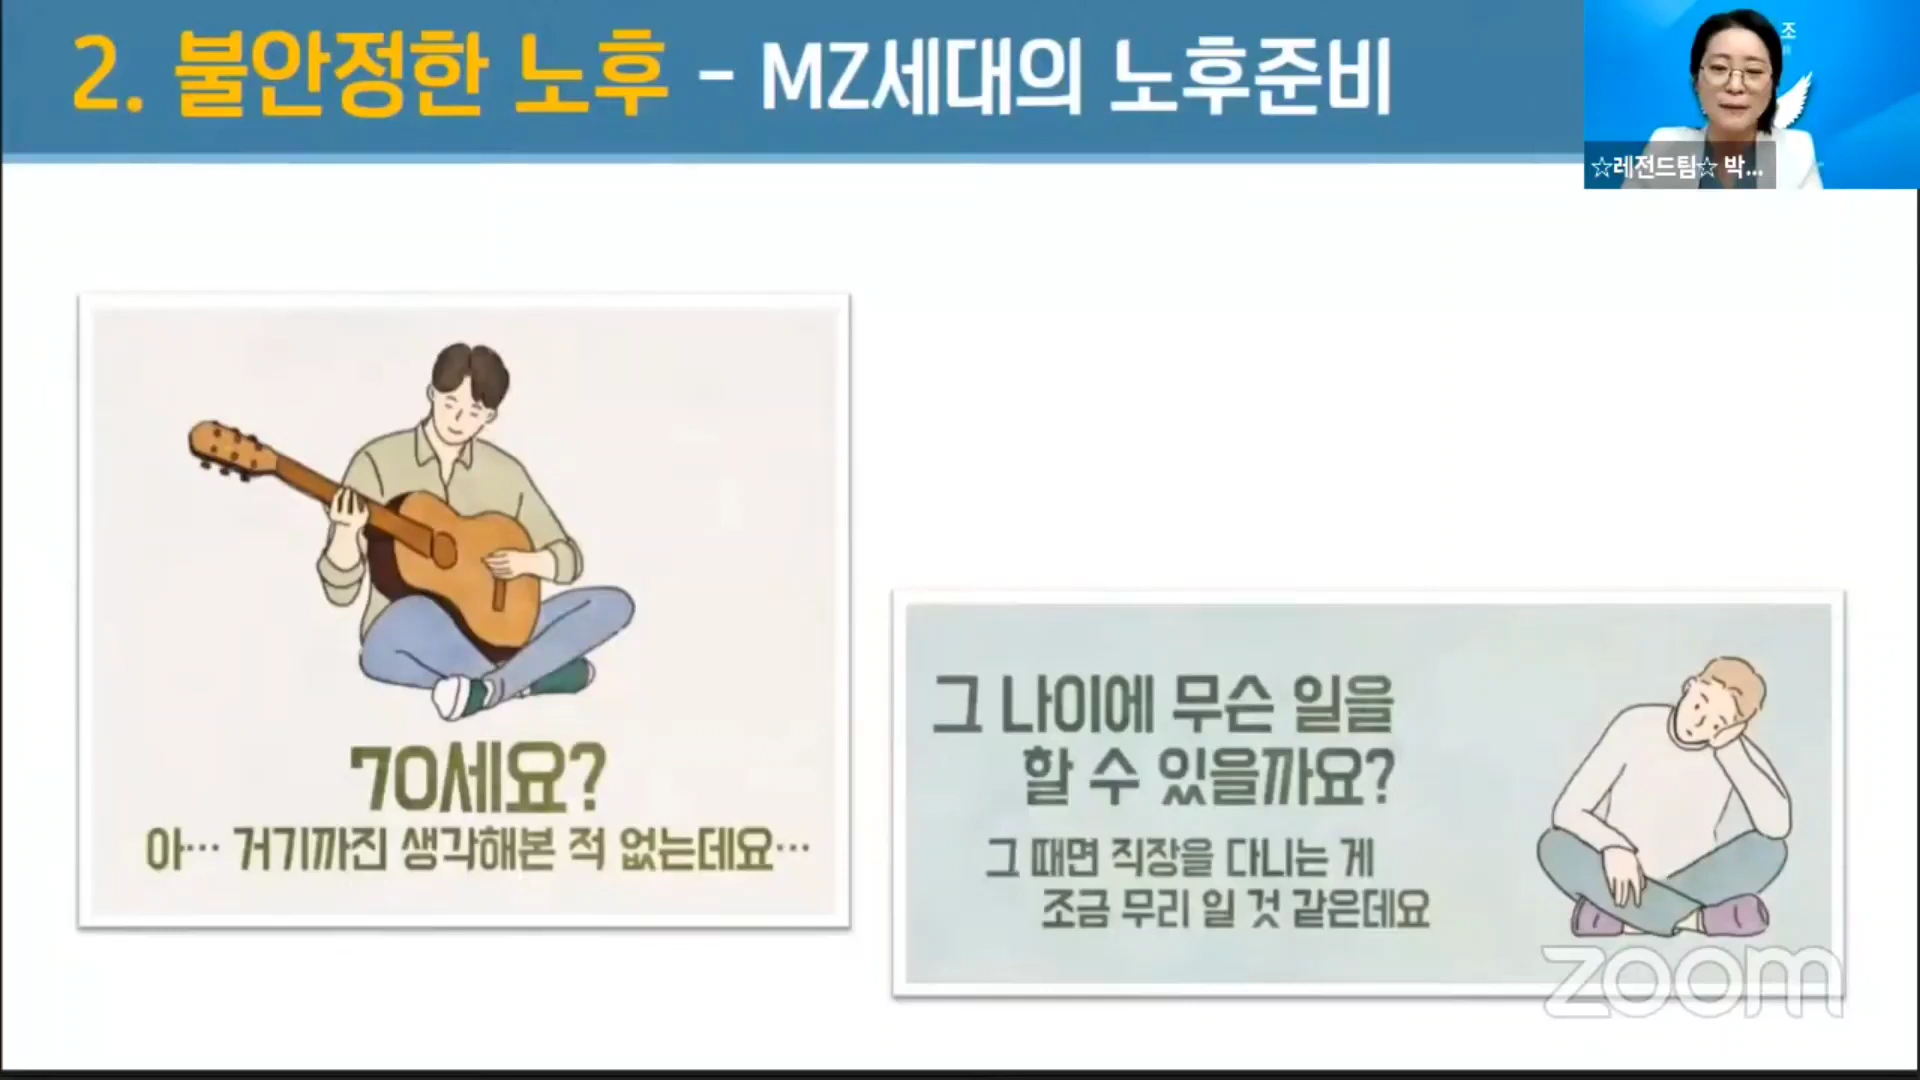 2. 불안정한 노후 - MZ세대의 노후준비
조
☆레전드팀☆ 박...
70세요?
아… 거기까진 생각해본 적 없는데요…
그 나이에 무슨 일을
할 수 있을까요?
그 때면 직장을 다니는 게
조금 무리 일 것 같은데요
zoom